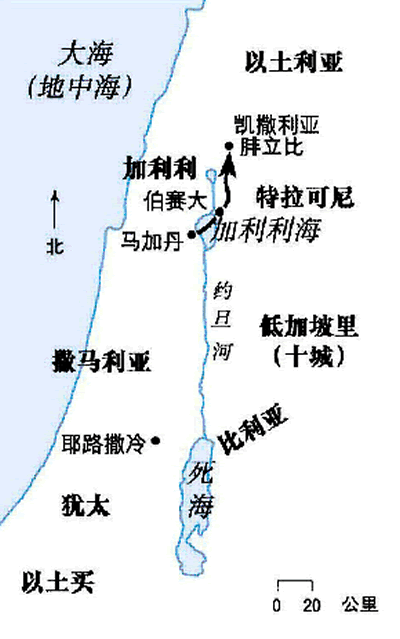 大海
(地中海)
以土利亚
凯撒利亚
腓立比
加利利
伯赛大
特拉可尼
北
马加丹
加利利海
约旦河
低加坡里
(十城)
撒马利亚
比利亚
耶路撒冷
死海
犹太
以土买
0 20 公里